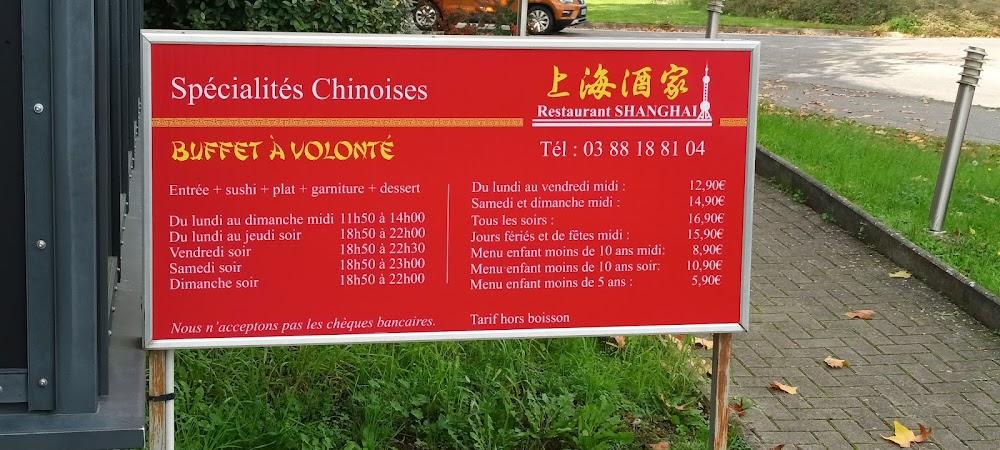 Spécialités Chinoises
上海酒家
Restaurant SHANGHAI
BUFFET À VOLONTÉ
Tél : 03 88 18 81 04
Entrée + sushi + plat + garniture + dessert
Du lundi au dimanche midi 11h50 à 14h00
Du lundi au jeudi soir 18h50 à 22h00
Vendredi soir 18h50 à 22h30
Samedi soir 18h50 à 23h00
Dimanche soir 18h50 à 22h00
Nous n'acceptons pas les chèques bancaires.
Du lundi au vendredi midi : 12,90€
Samedi et dimanche midi : 14,90€
Tous les soirs : 16,90€
Jours fériés et de fêtes midi : 15,90€
Menu enfant moins de 10 ans midi: 8,90€
Menu enfant moins de 10 ans soir: 10,90€
Menu enfant moins de 5 ans : 5,90€
Tarif hors boisson